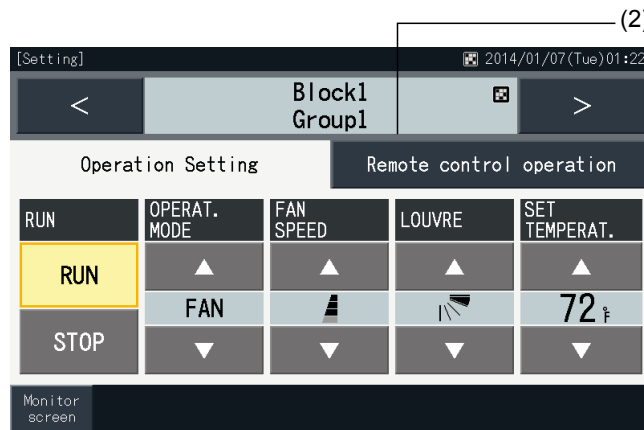 (2)
[Setting]
2014/01/07(Tue)01:22
<
Block1
Group1
>
Operation Setting
Remote control operation
RUN
OPERAT.
MODE
FAN
SPEED
LOUVRE
SET
TEMPERAT.
RUN
STOP
FAN
72°F
Monitor
screen